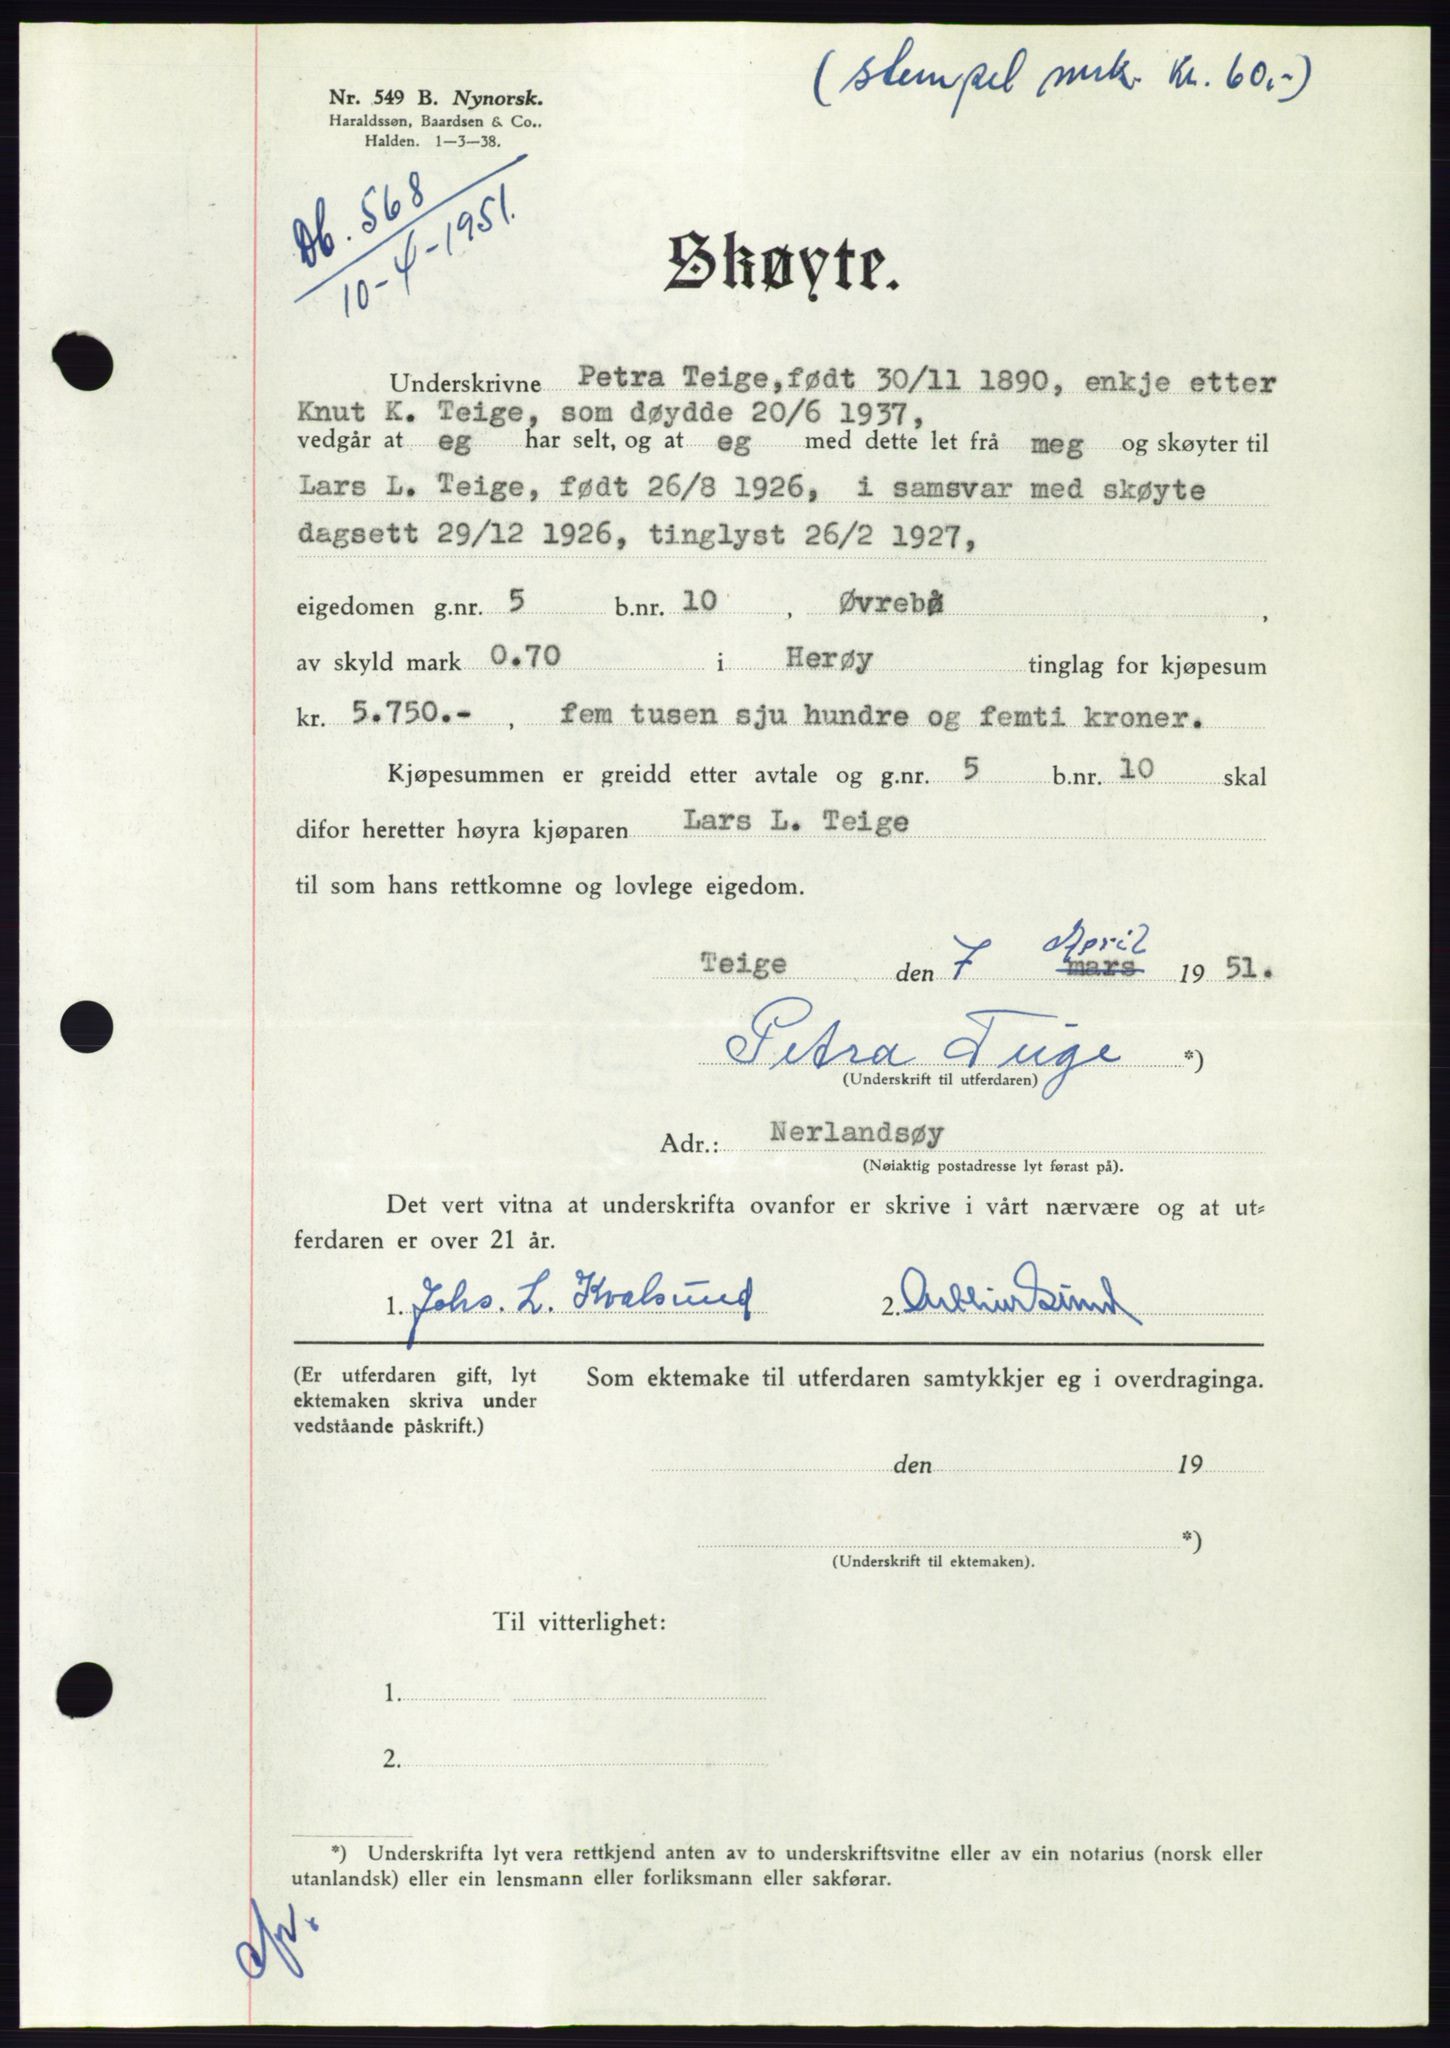 (stempel mrk. Kr. 60,-)
Nr. 549 B. Nynorsk.
Haraldssøn, Baardsen & Co..
Halden. 1—3—38.
Db. 568
10-4-1951.
Skøyte.
Underskrivne Petra Teige, født 30/11 1890, enkje etter
Knut K. Teige, som døydde 20/6 1937,
vedgår at eg har selt, og at eg med dette let frå meg og skøyter til
Lars L. Teige, født 26/8 1926, i samsvar med skøyte
dagsett 29/12 1926, tinglyst 26/2 1927,
eigedomen g.nr. 5 b.nr. 10 , Øvrebø ,
av skyld mark 0.70 i Herøy tinglag for kjøpesum
kr. 5.750.- , fem tusen sju hundre og femti kroner.
Kjøpesummen er greidd etter avtale og g.nr. 5 b.nr. 10 skal
difor heretter høyra kjøparen Lars L. Teige
til som hans rettkomne og lovlege eigedom.
Teige den 7 mars April 19 51.
Petra Teige *)
(Underskrift til utferdaren)
Adr.: Nerlandsøy
(Nøiaktig postadresse lyt førast på).
Det vert vitna at underskrifta ovanfor er skrive i vårt nærvære og at ut-
ferdaren er over 21 år.
1. Johs. L. Kvalsund 2.
(Er utferdaren gift, lyt
ektemaken skriva under
vedståande påskrift.)
Som ektemake til utferdaren samtykkjer eg i overdraginga.
den 19
*)
(Underskrift til ektemaken).
Til vitterlighet:
1.
2.
*) Underskrifta lyt vera rettkjend anten av to underskriftsvitne eller av ein notarius (norsk eller
utanlandsk) eller ein lensmann eller forliksmann eller sakførar.